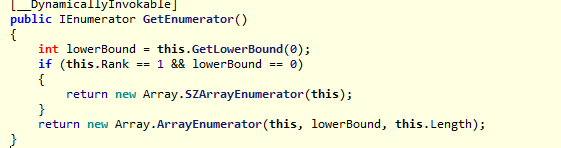 [__DynamicallyInvokable]
public IEnumerator GetEnumerator()
{
    int lowerBound = this.GetLowerBound(0);
    if (this.Rank == 1 && lowerBound == 0)
    {
        return new Array.SZArrayEnumerator(this);
    }
    return new Array.ArrayEnumerator(this, lowerBound, this.Length);
}